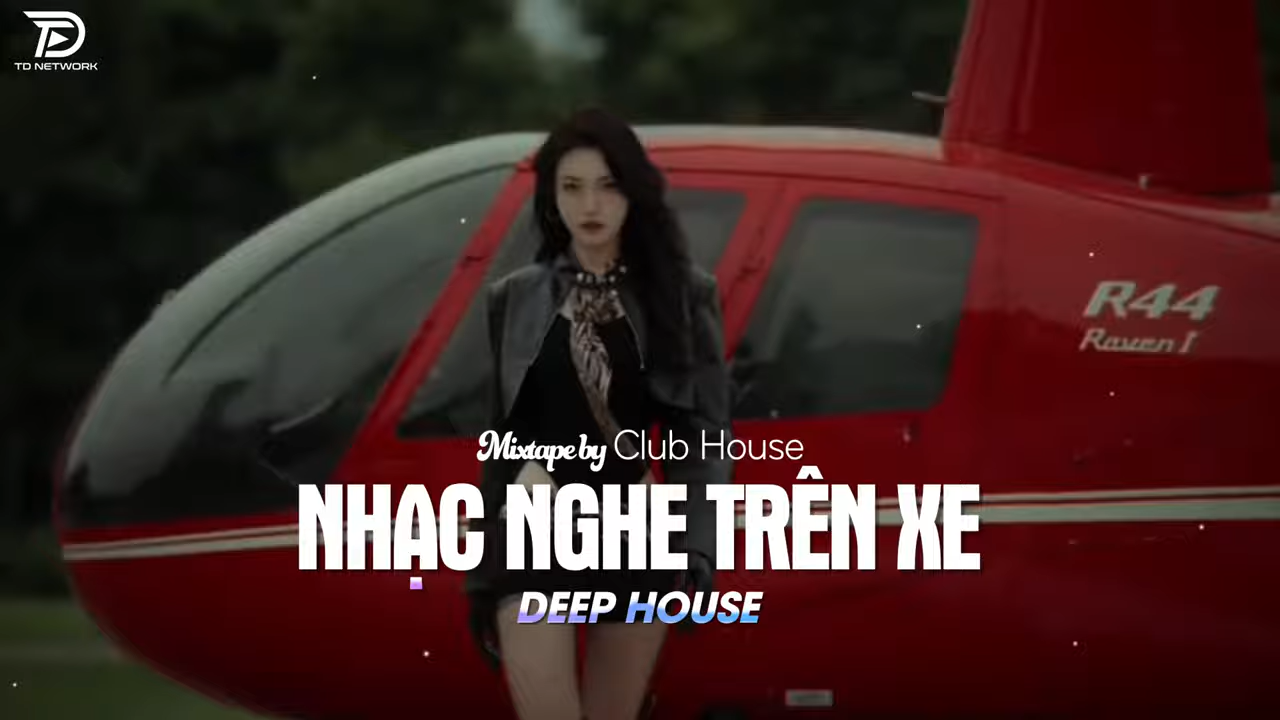 TD NETWORK
R44
Raven I
Mixtape by Club House
NHẠC NGHE TRÊN XE
DEEP HOUSE